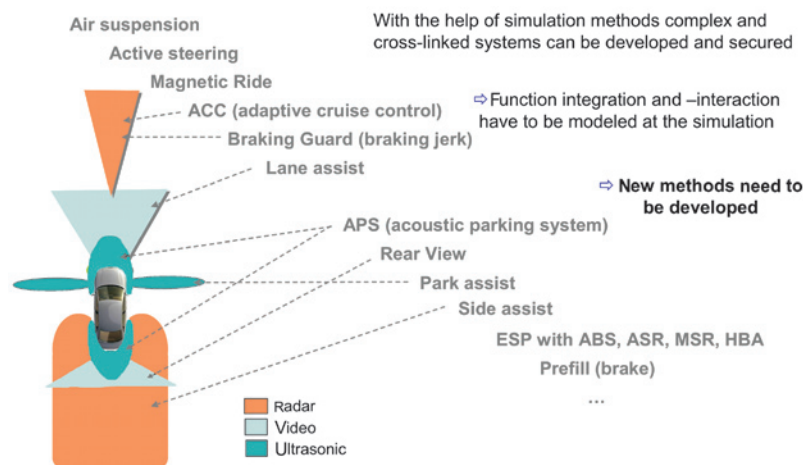 Air suspension
With the help of simulation methods complex and
cross-linked systems can be developed and secured
Active steering
Magnetic Ride
ACC (adaptive cruise control)
⇨ Function integration and –interaction
have to be modeled at the simulation
Braking Guard (braking jerk)
Lane assist
⇨ New methods need to
be developed
APS (acoustic parking system)
Rear View
Park assist
Side assist
ESP with ABS, ASR, MSR, HBA
Prefill (brake)
...
Radar
Video
Ultrasonic